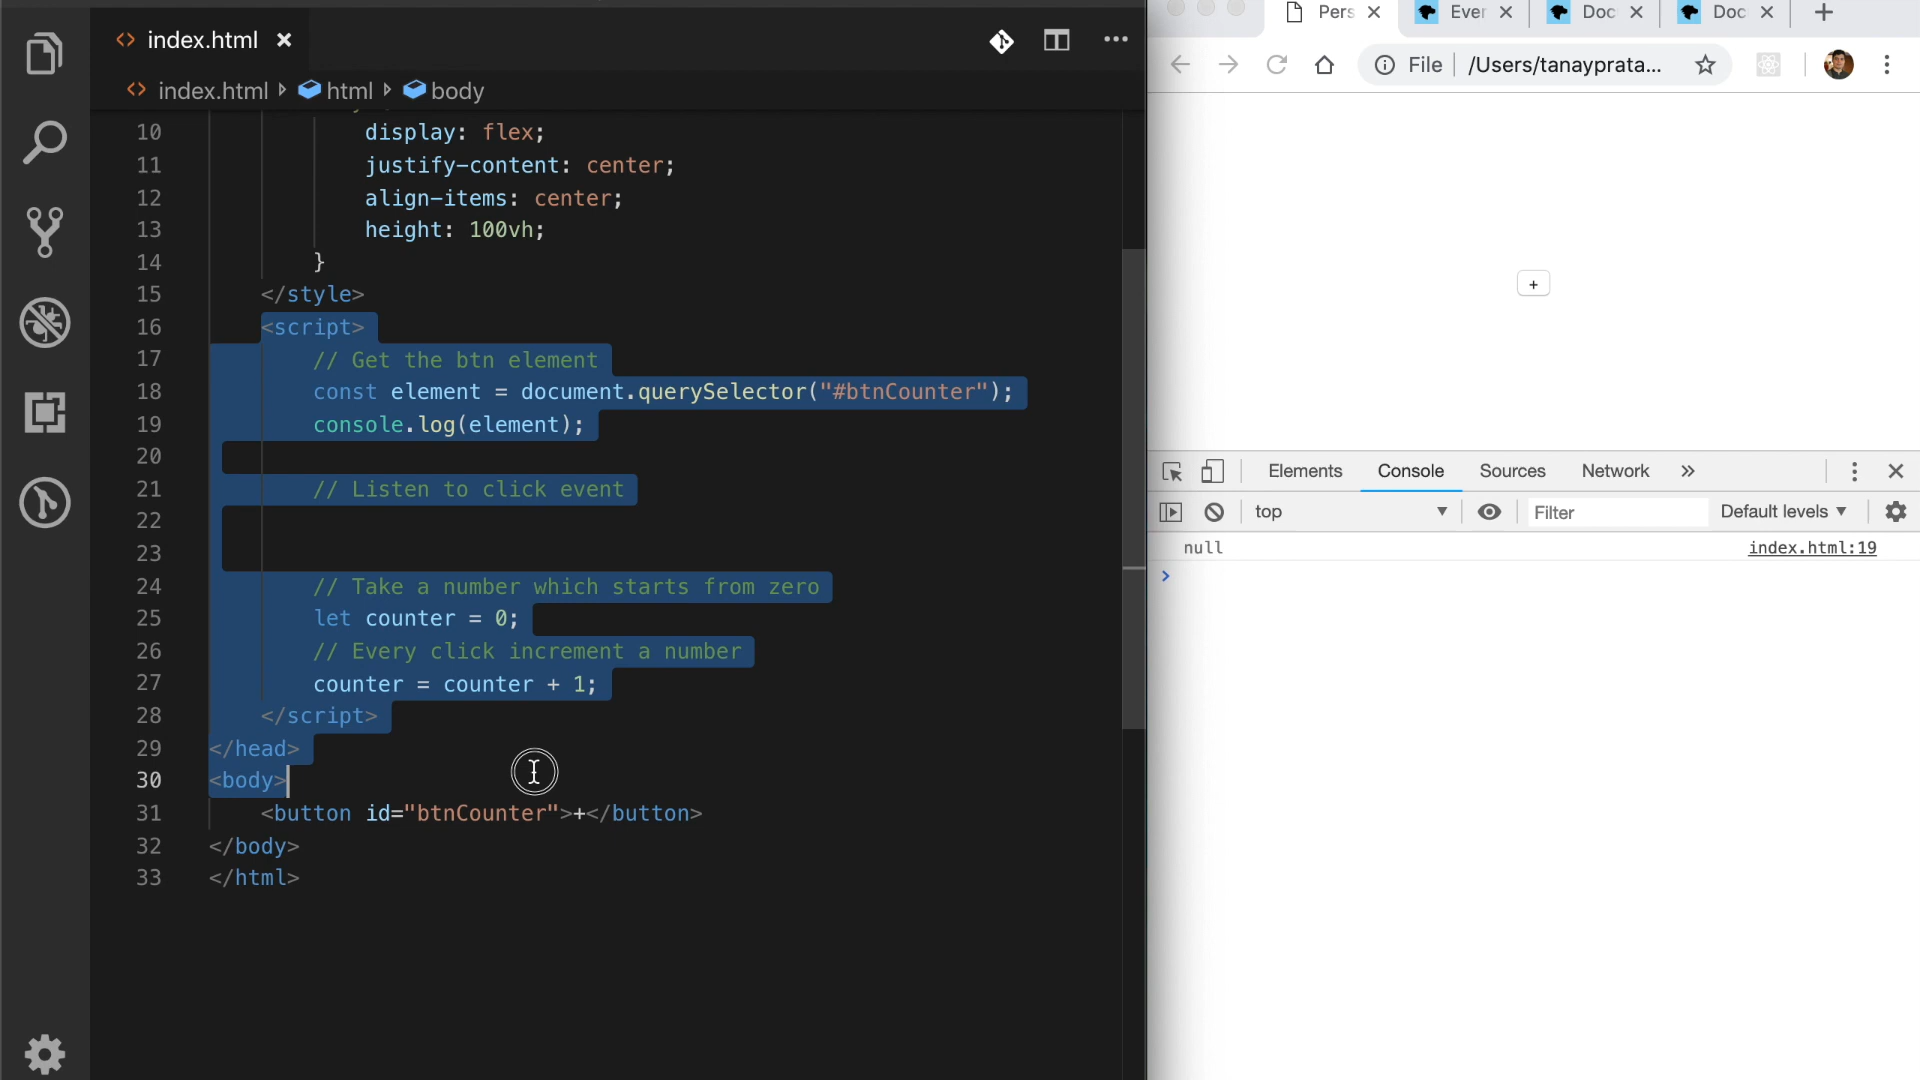 index.html
index.html html body
10 display: flex;
11 justify-content: center;
12 align-items: center;
13 height: 100vh;
14 }
15 </style>
16 <script>
17 // Get the btn element
18 const element = document.querySelector("#btnCounter");
19 console.log(element);
20
21 // Listen to click event
22
23
24 // Take a number which starts from zero
25 let counter = 0;
26 // Every click increment a number
27 counter = counter + 1;
28 </script>
29 </head>
30 <body>
31 <button id="btnCounter">+</button>
32 </body>
33 </html>
Pers Ever Doc Doc
File /Users/tanayprata...
+
Elements Console Sources Network »
top Filter Default levels
null index.html:19